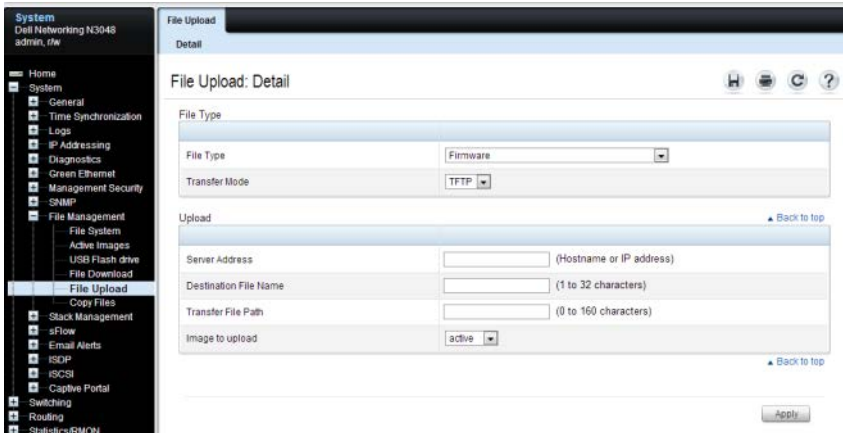 System
Dell Networking N3048
admin, r/w
Home
System
General
Time Synchronization
Logs
IP Addressing
Diagnostics
Green Ethernet
Management Security
SNMP
File Management
File System
Active Images
USB Flash drive
File Download
File Upload
Copy Files
Stack Management
sFlow
Email Alerts
ISDP
iSCSI
Captive Portal
Switching
Routing
Statistics/RMON
File Upload
Detail
File Upload: Detail
?
File Type
File Type
Firmware
Transfer Mode
TFTP
Upload
Back to top
Server Address
(Hostname or IP address)
Destination File Name
(1 to 32 characters)
Transfer File Path
(0 to 160 characters)
Image to upload
active
Back to top
Apply